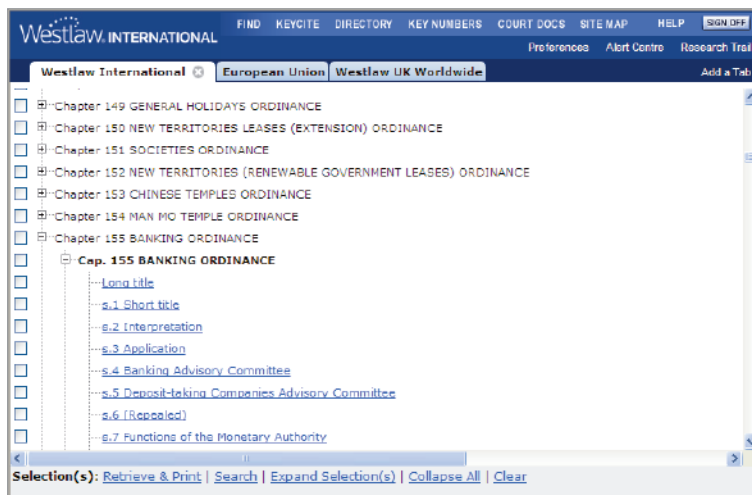 Westlaw. INTERNATIONAL
FIND KEYCITE DIRECTORY KEY NUMBERS COURT DOCS SITE MAP HELP SIGN OFF
Preferences Alert Centre Research Trail
Westlaw International European Union Westlaw UK Worldwide Add a Tab
Chapter 149 GENERAL HOLIDAYS ORDINANCE
Chapter 150 NEW TERRITORIES LEASES (EXTENSION) ORDINANCE
Chapter 151 SOCIETIES ORDINANCE
Chapter 152 NEW TERRITORIES (RENEWABLE GOVERNMENT LEASES) ORDINANCE
Chapter 153 CHINESE TEMPLES ORDINANCE
Chapter 154 MAN MO TEMPLE ORDINANCE
Chapter 155 BANKING ORDINANCE
Cap. 155 BANKING ORDINANCE
Long title
s.1 Short title
s.2 Interpretation
s.3 Application
s.4 Banking Advisory Committee
s.5 Deposit-taking Companies Advisory Committee
s.6 (Repealed)
s.7 Functions of the Monetary Authority
Selection(s): Retrieve & Print | Search | Expand Selection(s) | Collapse All | Clear